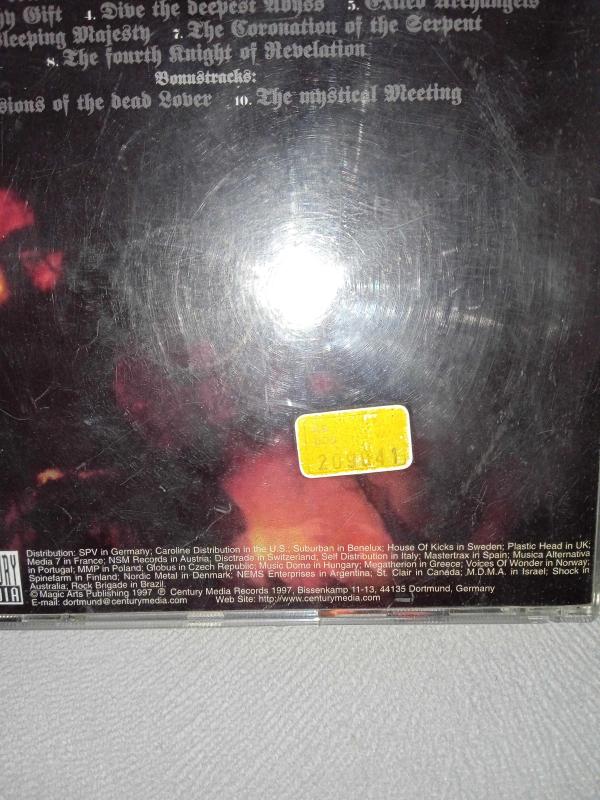 y Gift 4. Dive the deepest Abyss 5. Exiled Archangels
Sleeping Majesty 7. The Coronation of the Serpent
8. The fourth Knight of Revelation
Bonustracks:
sions of the dead Lover 10. The mystical Meeting
209841
Distribution: SPV in Germany; Caroline Distribution in the U.S.; Suburban in Benelux; House Of Kicks in Sweden; Plastic Head in UK;
Media 7 in France; NSM Records in Austria; Disctrade in Switzerland, Self Distribution in Italy; Mastertrax in Spain; Musica Alternativa
in Portugal; MMP in Poland; Globus in Czech Republic; Music Dome in Hungary; Megatherion in Greece; Voices Of Wonder in Norway;
Spinefarm in Finland; Nordic Metal in Denmark; NEMS Enterprises in Argentina; St. Clair in Canada; M.D.M.A. in Israel; Shock in
Australia; Rock Brigade in Brazil.
© Magic Arts Publishing 1997 ℗ Century Media Records 1997, Bissenkamp 11-13, 44135 Dortmund, Germany
E-mail: dortmund@centurymedia.com Web Site: http://www.centurymedia.com
RY
DIA